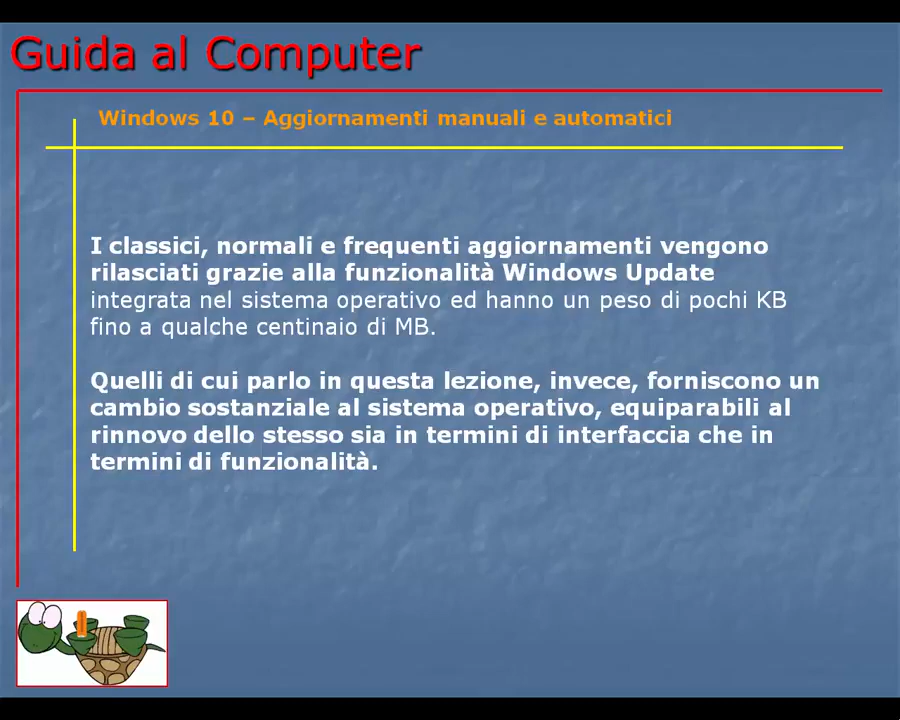 Guida al Computer
Windows 10 – Aggiornamenti manuali e automatici
I classici, normali e frequenti aggiornamenti vengono
rilasciati grazie alla funzionalità Windows Update
integrata nel sistema operativo ed hanno un peso di pochi KB
fino a qualche centinaio di MB.
Quelli di cui parlo in questa lezione, invece, forniscono un
cambio sostanziale al sistema operativo, equiparabili al
rinnovo dello stesso sia in termini di interfaccia che in
termini di funzionalità.